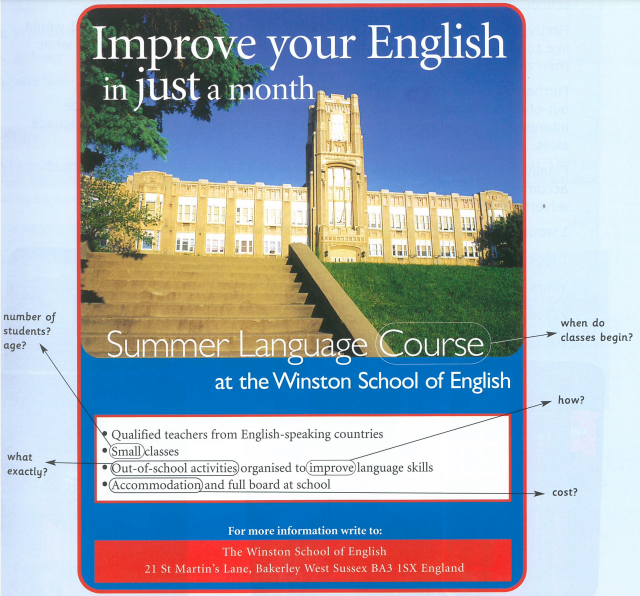 Improve your English
in just a month
Summer Language Course
at the Winston School of English
number of
students?
age?
when do
classes begin?
how?
what
exactly?
cost?
• Qualified teachers from English-speaking countries
• Small classes
• Out-of-school activities organised to improve language skills
• Accommodation and full board at school
For more information write to:
The Winston School of English
21 St Martin's Lane, Bakerley West Sussex BA3 1SX England